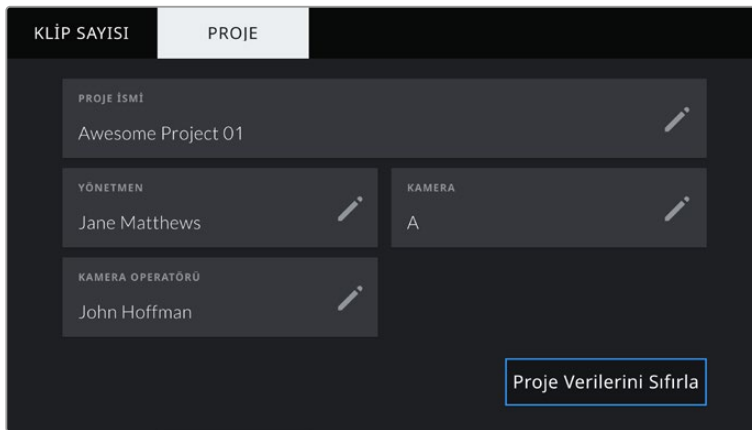 KLİP SAYISI PROJE
PROJE İSMİ
Awesome Project 01
YÖNETMEN KAMERA
Jane Matthews A
KAMERA OPERATÖRÜ
John Hoffman
Proje Verilerini Sıfırla